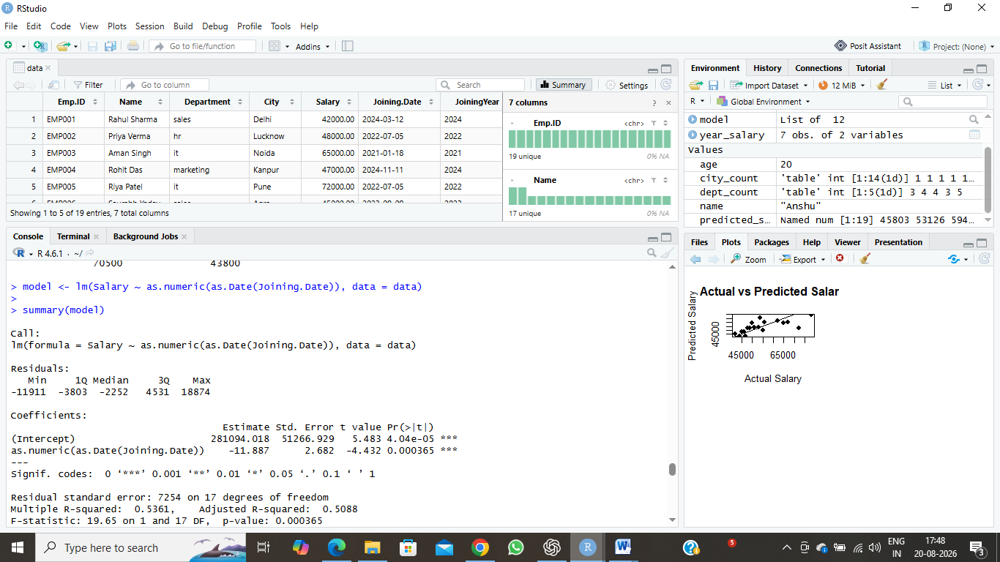 RStudio
File Edit Code View Plots Session Build Debug Profile Tools Help
Go to file/function Addins Posit Assistant Project: (None)
data
Filter Go to column Search Summary Settings
Emp.ID Name Department City Salary Joining.Date JoiningYear
1 EMP001 Rahul Sharma sales Delhi 42000.00 2024-03-12 2024
2 EMP002 Priya Verma hr Lucknow 48000.00 2022-07-05 2022
3 EMP003 Aman Singh it Noida 65000.00 2021-01-18 2021
4 EMP004 Rohit Das marketing Kanpur 47000.00 2024-11-11 2024
5 EMP005 Riya Patel it Pune 72000.00 2022-07-05 2022
Showing 1 to 5 of 19 entries, 7 total columns
7 columns ?
Emp.ID <chr>
19 unique 0% NA
Name <chr>
17 unique 0% NA
Console Terminal Background Jobs
R 4.6.1 · ~/
70500 43800
> model <- lm(Salary ~ as.numeric(as.Date(Joining.Date)), data = data)
>
> summary(model)
Call:
lm(formula = Salary ~ as.numeric(as.Date(Joining.Date)), data = data)
Residuals:
Min 1Q Median 3Q Max
-11911 -3803 -2252 4531 18874
Coefficients:
Estimate Std. Error t value Pr(>|t|)
(Intercept) 281094.018 51266.929 5.483 4.04e-05 ***
as.numeric(as.Date(Joining.Date)) -11.887 2.682 -4.432 0.000365 ***
---
Signif. codes: 0 ‘***’ 0.001 ‘**’ 0.01 ‘*’ 0.05 ‘.’ 0.1 ‘ ’ 1
Residual standard error: 7254 on 17 degrees of freedom
Multiple R-squared: 0.5361, Adjusted R-squared: 0.5088
F-statistic: 19.65 on 1 and 17 DF, p-value: 0.000365
Environment History Connections Tutorial
Import Dataset 12 MiB List
R Global Environment
model List of 12
year_salary 7 obs. of 2 variables
Values
age 20
city_count 'table' int [1:14(1d)] 1 1 1 1 1...
dept_count 'table' int [1:5(1d)] 3 4 4 3 5
name "Anshu"
predicted_s... Named num [1:19] 45803 53126 594...
Files Plots Packages Help Viewer Presentation
Zoom Export
Actual vs Predicted Salar
Predicted Salary
45000
45000 65000
Actual Salary
Type here to search
5
ENG
IN
17:48
20-08-2026
3